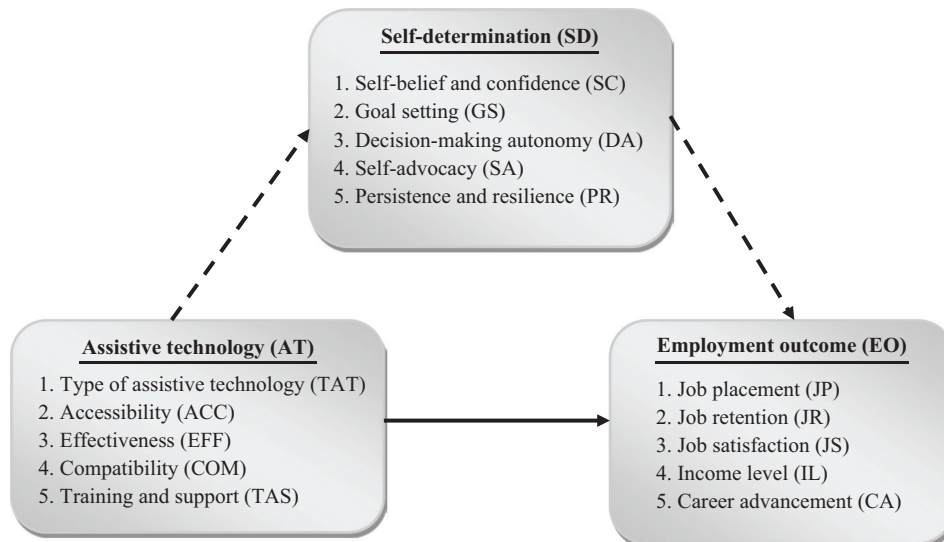 Self-determination (SD)
1. Self-belief and confidence (SC)
2. Goal setting (GS)
3. Decision-making autonomy (DA)
4. Self-advocacy (SA)
5. Persistence and resilience (PR)
Assistive technology (AT)
1. Type of assistive technology (TAT)
2. Accessibility (ACC)
3. Effectiveness (EFF)
4. Compatibility (COM)
5. Training and support (TAS)
Employment outcome (EO)
1. Job placement (JP)
2. Job retention (JR)
3. Job satisfaction (JS)
4. Income level (IL)
5. Career advancement (CA)